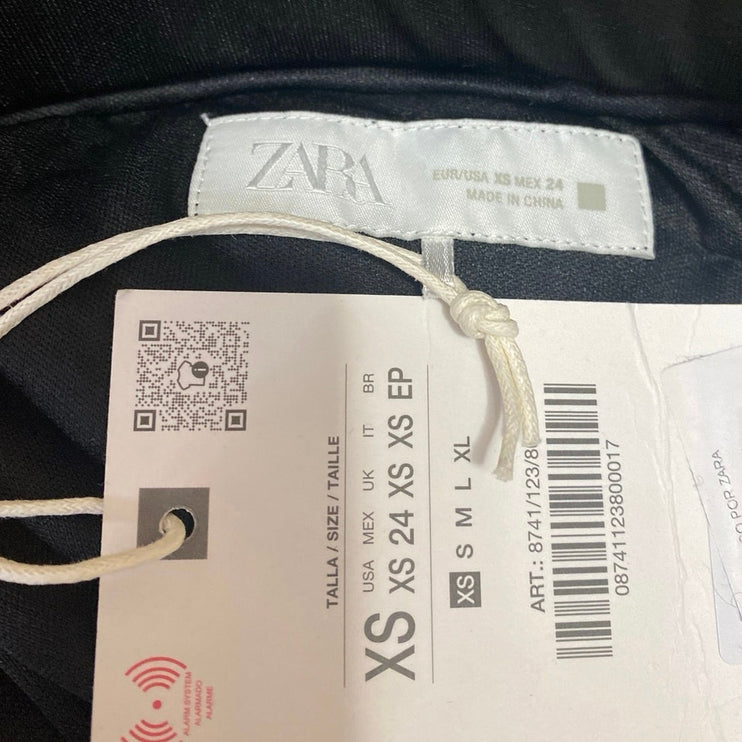 ZARA
EUR/USA XS MEX 24
MADE IN CHINA
TALLA / SIZE / TAILLE
USA MEX UK IT BR
XS XS 24 XS XS EP
XS S M L XL
ART.: 8741/123/8
08741123800017
ALARM SYSTEM
ALARMADO
ALARME
POR ZARA